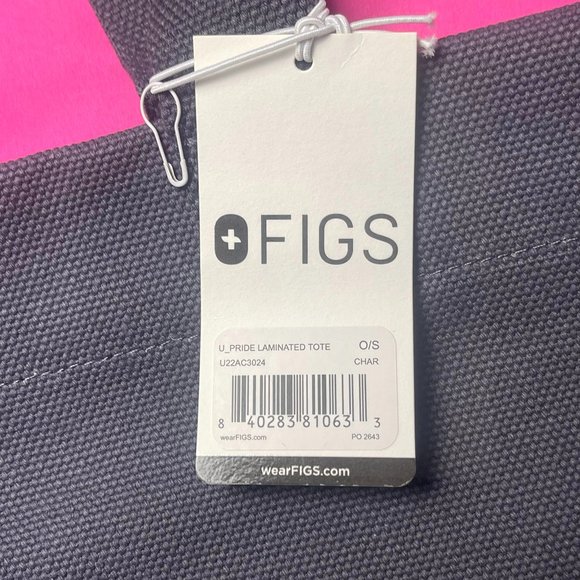 FIGS
U_PRIDE LAMINATED TOTE O/S
U22AC3024 CHAR
8 40283 81063 3
wearFIGS.com PO 2643
wearFIGS.com